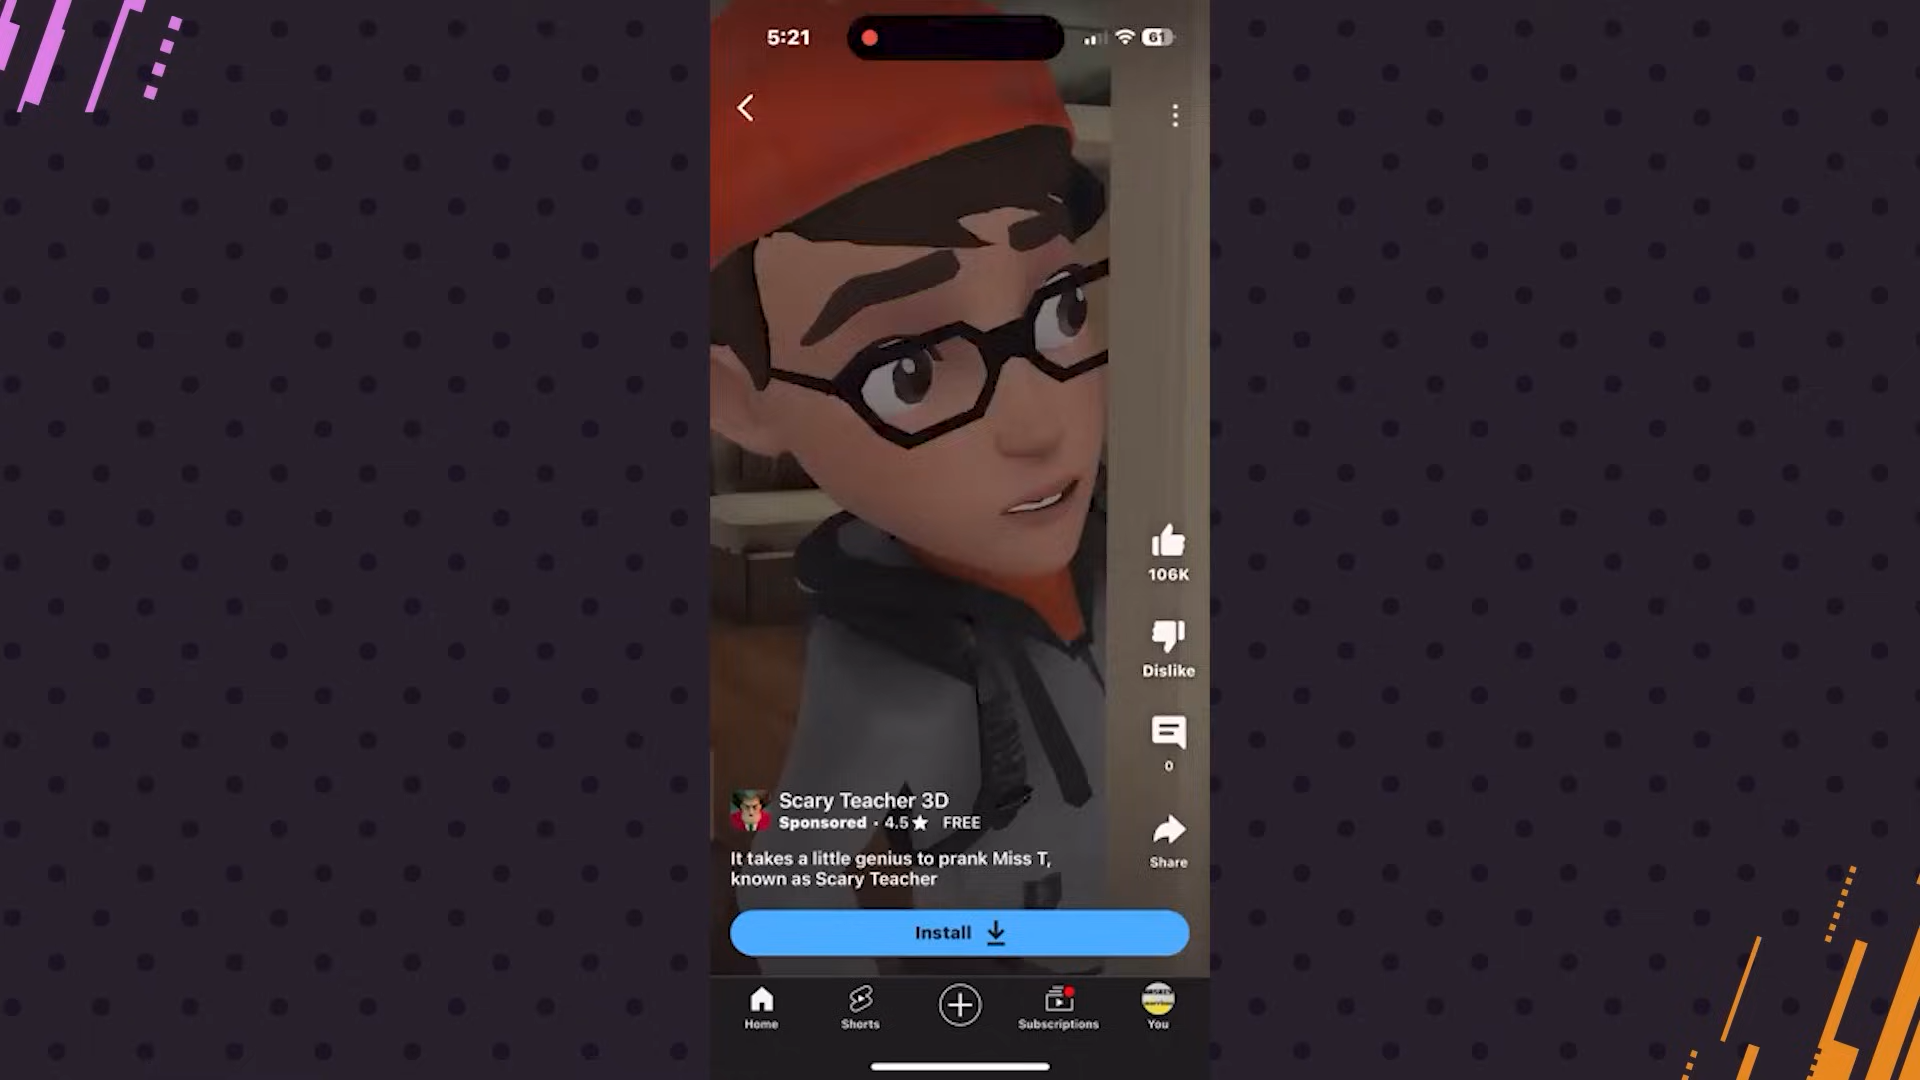 5:21
61
106K
Dislike
0
Share
Scary Teacher 3D
Sponsored · 4.5★ FREE
It takes a little genius to prank Miss T,
known as Scary Teacher
Install
Home
Shorts
Subscriptions
You